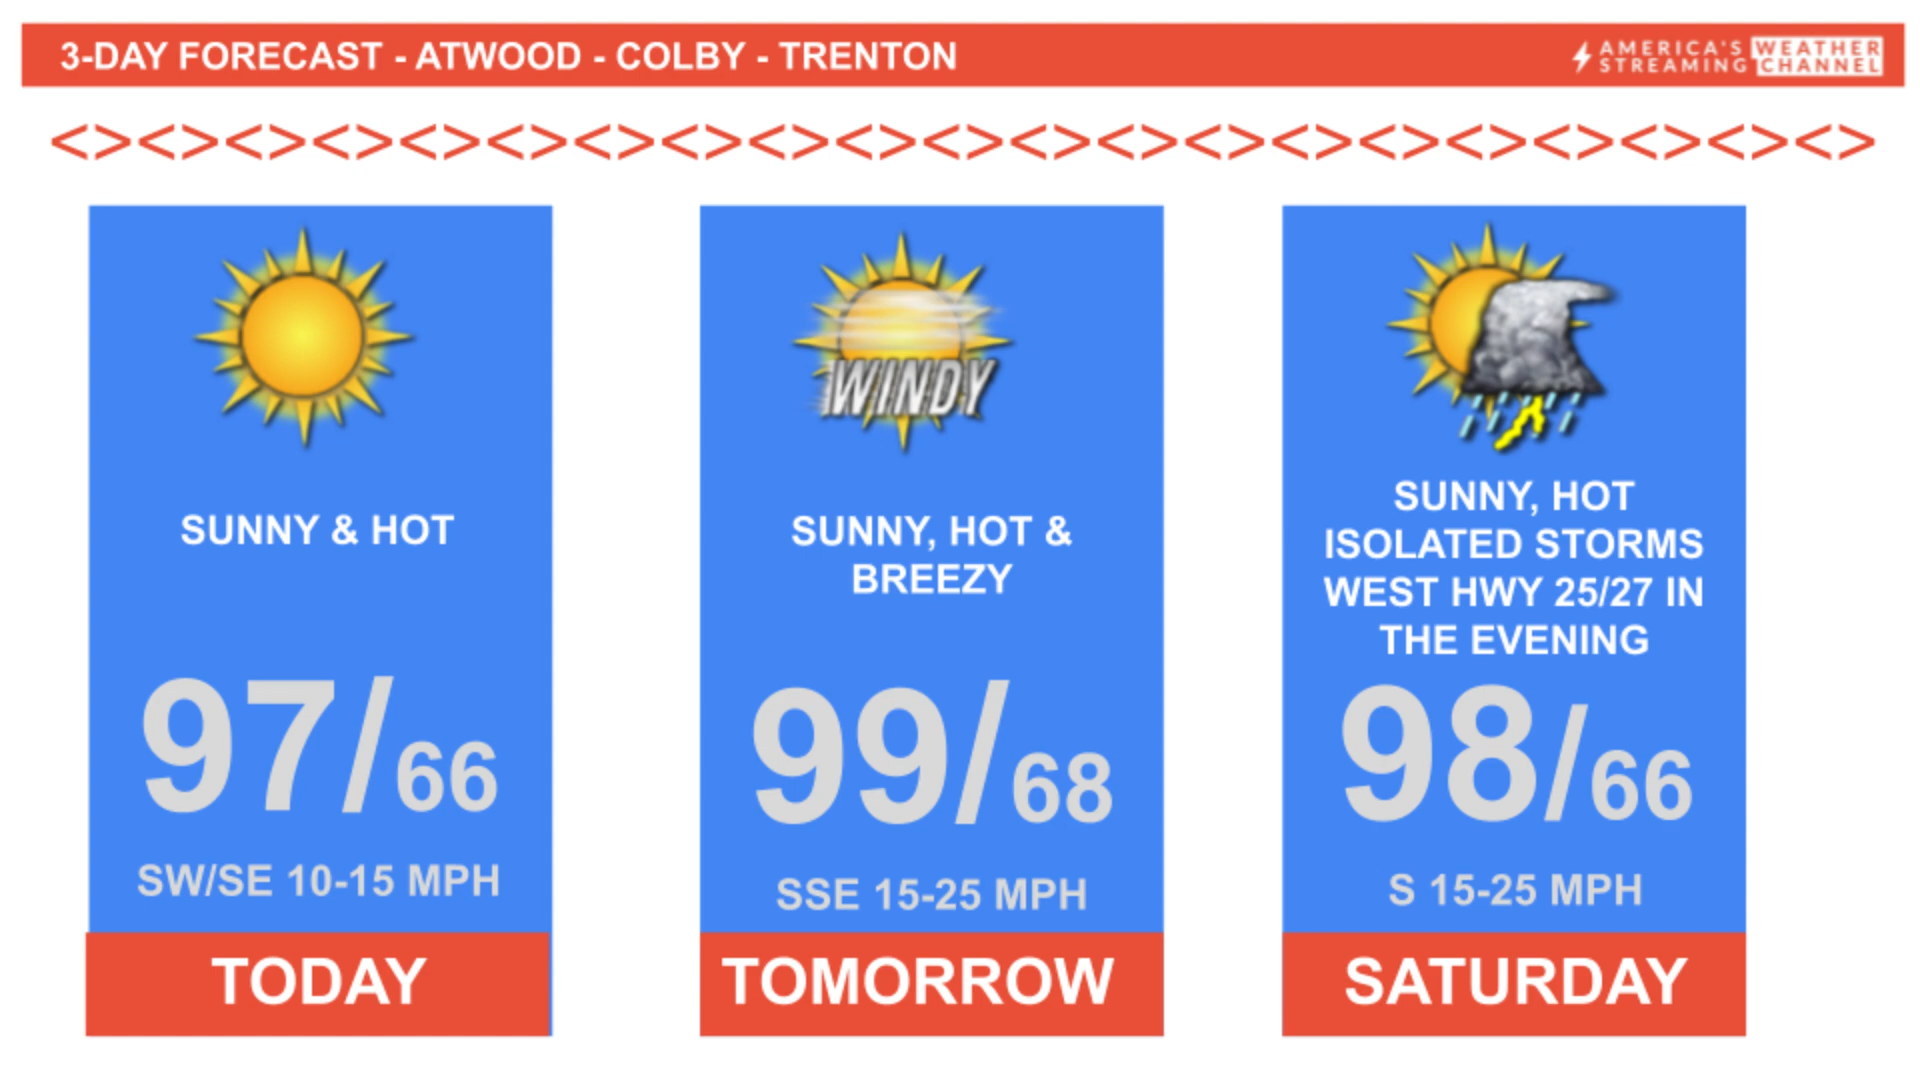 3-DAY FORECAST - ATWOOD - COLBY - TRENTON
AMERICA'S WEATHER
STREAMING CHANNEL
<><><><><><><><><><><><><><><><><><><><><>
SUNNY & HOT
97/66
SW/SE 10-15 MPH
TODAY
WINDY
SUNNY, HOT &
BREEZY
99/68
SSE 15-25 MPH
TOMORROW
SUNNY, HOT
ISOLATED STORMS
WEST HWY 25/27 IN
THE EVENING
98/66
S 15-25 MPH
SATURDAY